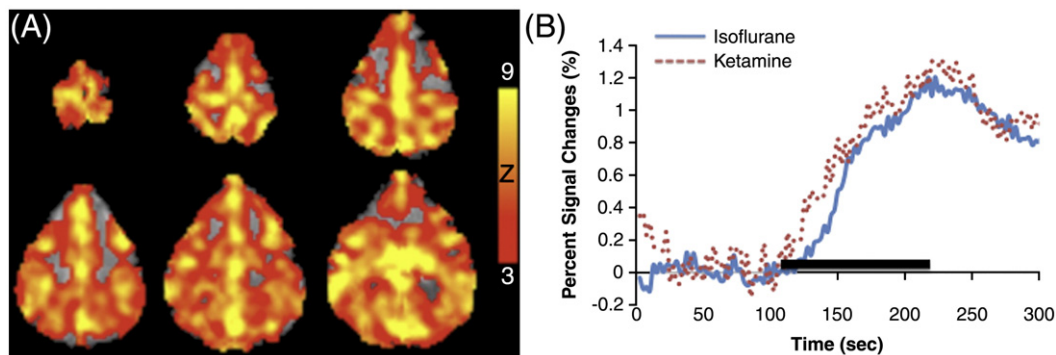 (A)
9
Z
3
(B)
Isoflurane
Ketamine
Percent Signal Changes (%)
1.4
1.2
1
0.8
0.6
0.4
0.2
0
-0.2
0 50 100 150 200 250 300
Time (sec)